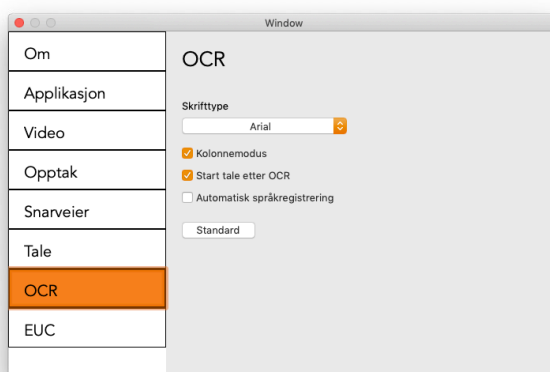 Window
Om
Applikasjon
Video
Opptak
Snarveier
Tale
OCR
EUC
OCR
Skrifttype
Arial
Kolonnemodus
Start tale etter OCR
Automatisk språkregistrering
Standard